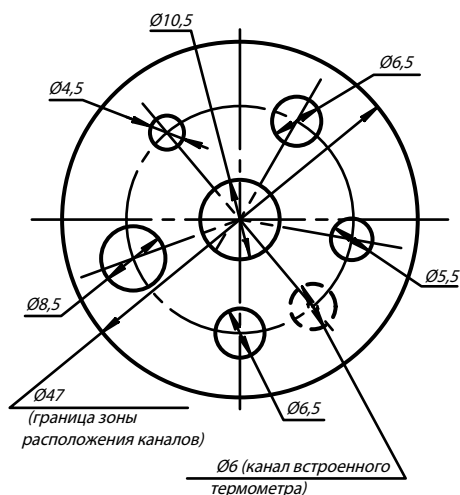 Ø10,5
Ø6,5
Ø4,5
Ø5,5
Ø8,5
Ø6,5
Ø47
(граница зоны
расположения каналов)
Ø6 (канал встроенного
термометра)